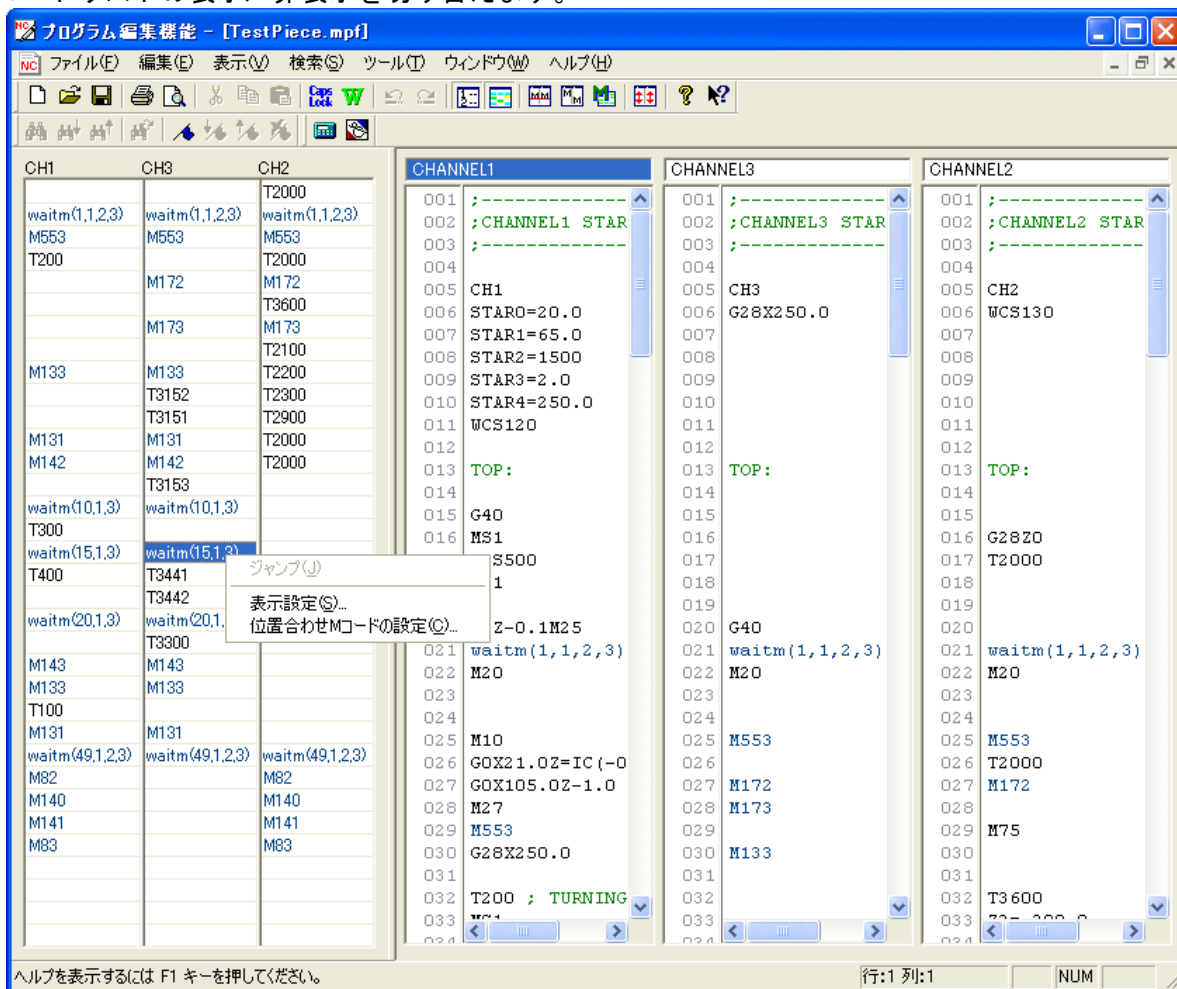 プログラム編集機能 - [TestPiece.mpf]
ファイル(F) 編集(E) 表示(V) 検索(S) ツール(T) ウィンドウ(W) ヘルプ(H)
CH1 CH3 CH2
T2000
waitm(1,1,2,3) waitm(1,1,2,3) waitm(1,1,2,3)
M553 M553 M553
T200 T2000
M172 M172
T3600
M173 M173
T2100
M133 M133 T2200
T3152 T2300
T3151 T2900
M131 M131 T2000
M142 M142 T2000
T3153
waitm(10,1,3) waitm(10,1,3)
T300
waitm(15,1,3) waitm(15,1,3)
T400 T3441
T3442
waitm(20,1,3) waitm(20,1,
T3300
M143 M143
M133 M133
T100
M131 M131
waitm(49,1,2,3) waitm(49,1,2,3) waitm(49,1,2,3)
M82 M82
M140 M140
M141 M141
M83 M83
ジャンプ(J)
表示設定(S)...
位置合わせMコードの設定(C)...
CHANNEL1
001 ;-------------
002 ;CHANNEL1 STAR
003 ;-------------
004
005 CH1
006 STAR0=20.0
007 STAR1=65.0
008 STAR2=1500
009 STAR3=2.0
010 STAR4=250.0
011 WCS120
012
013 TOP:
014
015 G40
016 MS1
S500
1
Z-0.1M25
021 waitm(1,1,2,3)
022 M20
023
024
025 M10
026 G0X21.0Z=IC(-0
027 G0X105.0Z-1.0
028 M27
029 M553
030 G28X250.0
031
032 T200 ; TURNING
033 MS1
034
CHANNEL3
001 ;-------------
002 ;CHANNEL3 STAR
003 ;-------------
004
005 CH3
006 G28X250.0
007
008
009
010
011
012
013 TOP:
014
015
016
017
018
019
020 G40
021 waitm(1,1,2,3)
022 M20
023
024
025 M553
026
027 M172
028 M173
029
030 M133
031
032
033
034
CHANNEL2
001 ;-------------
002 ;CHANNEL2 STAR
003 ;-------------
004
005 CH2
006 WCS130
007
008
009
010
011
012
013 TOP:
014
015
016 G28Z0
017 T2000
018
019
020
021 waitm(1,1,2,3)
022 M20
023
024
025 M553
026 T2000
027 M172
028
029 M75
030
031
032 T3600
033
034
ヘルプを表示するには F1 キーを押してください。 行:1 列:1 NUM